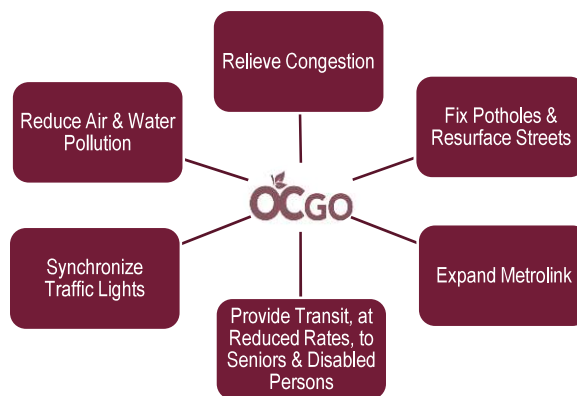 Relieve Congestion
Reduce Air & Water
Pollution
Fix Potholes &
Resurface Streets
OCGO
Synchronize
Traffic Lights
Expand Metrolink
Provide Transit, at
Reduced Rates, to
Seniors & Disabled
Persons